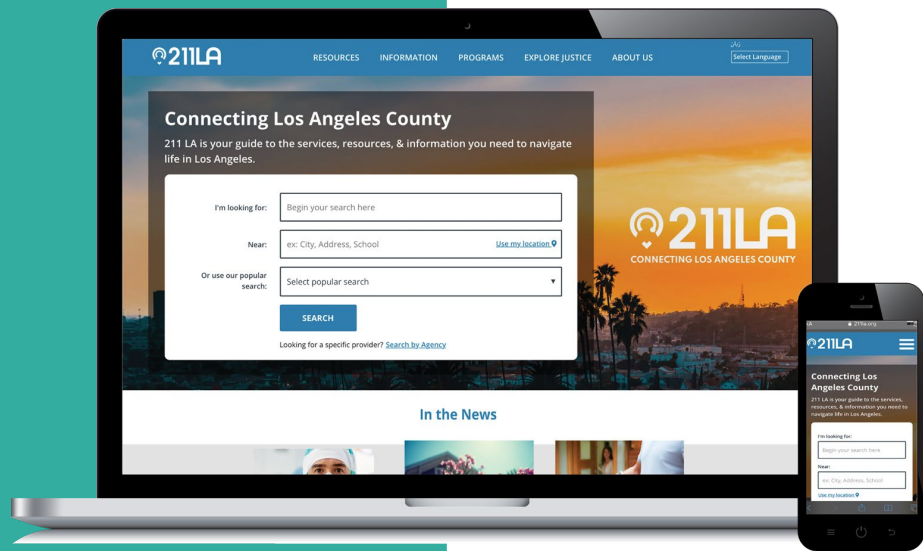 211LA
RESOURCES INFORMATION PROGRAMS EXPLORE JUSTICE ABOUT US
Select Language
Connecting Los Angeles County
211 LA is your guide to the services, resources, & information you need to navigate
life in Los Angeles.
I'm looking for:
Begin your search here
Near:
ex: City, Address, School
Use my location
Or use our popular
search:
Select popular search
SEARCH
Looking for a specific provider? Search by Agency
211LA
CONNECTING LOS ANGELES COUNTY
In the News
211la.org
211LA
Connecting Los
Angeles County
211 LA is your guide to the services,
resources, & information you need to
navigate life in Los Angeles.
I'm looking for:
Begin your search here
Near:
ex: City, Address, School
Use my location